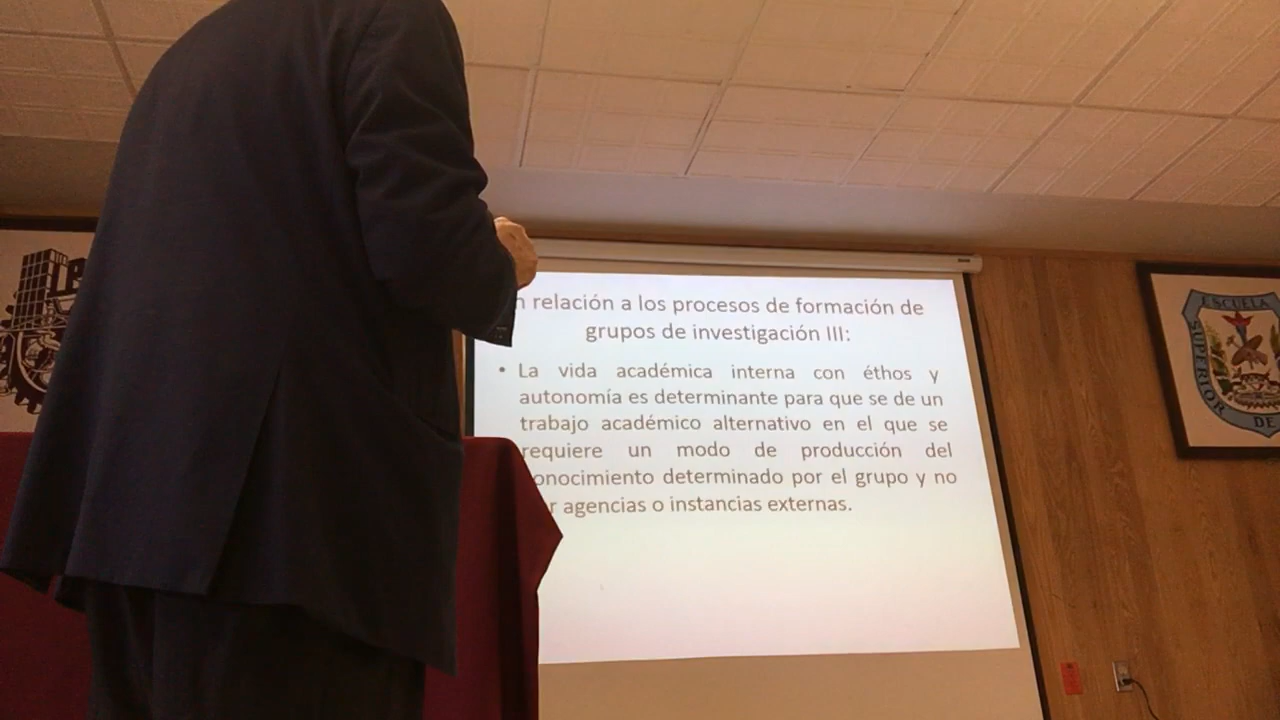 n relación a los procesos de formación de
grupos de investigación III:
• La vida académica interna con éthos y
autonomía es determinante para que se de un
trabajo académico alternativo en el que se
requiere un modo de producción del
onocimiento determinado por el grupo y no
r agencias o instancias externas.
ESCUELA
SUPERIOR
DE